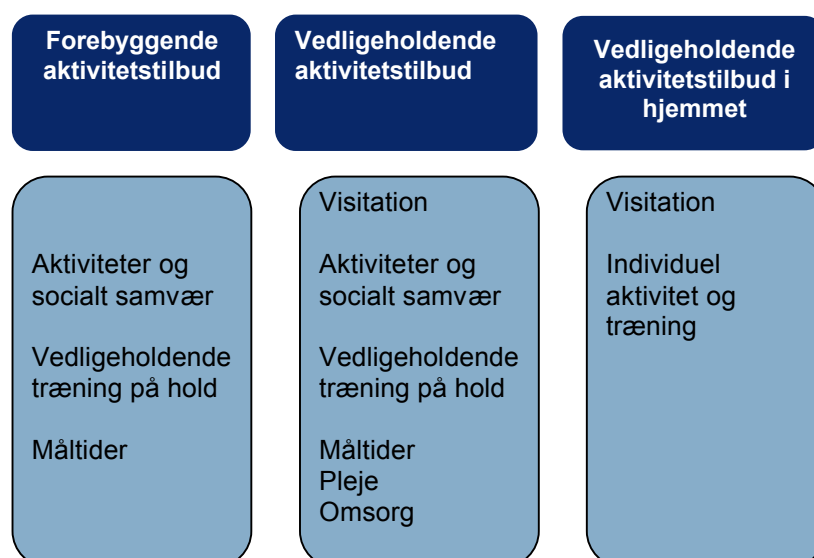 Forebyggende
aktivitetstilbud
Vedligeholdende
aktivitetstilbud
Vedligeholdende
aktivitetstilbud i
hjemmet
Aktiviteter og
socialt samvær
Vedligeholdende
træning på hold
Måltider
Visitation
Aktiviteter og
socialt samvær
Vedligeholdende
træning på hold
Måltider
Pleje
Omsorg
Visitation
Individuel
aktivitet og
træning